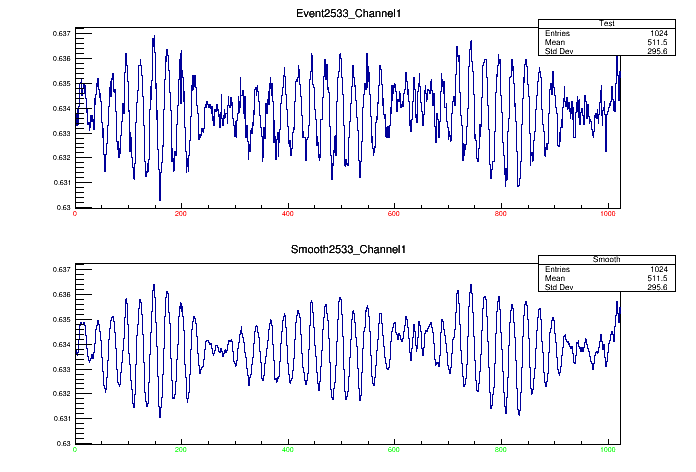 Event2533_Channel1
Test
Entries 1024
Mean 511.5
Std Dev 295.6
0.637
0.636
0.635
0.634
0.633
0.632
0.631
0.63
0 200 400 600 800 1000
Smooth2533_Channel1
Smooth
Entries 1024
Mean 511.5
Std Dev 295.6
0.637
0.636
0.635
0.634
0.633
0.632
0.631
0.63
0 200 400 600 800 1000